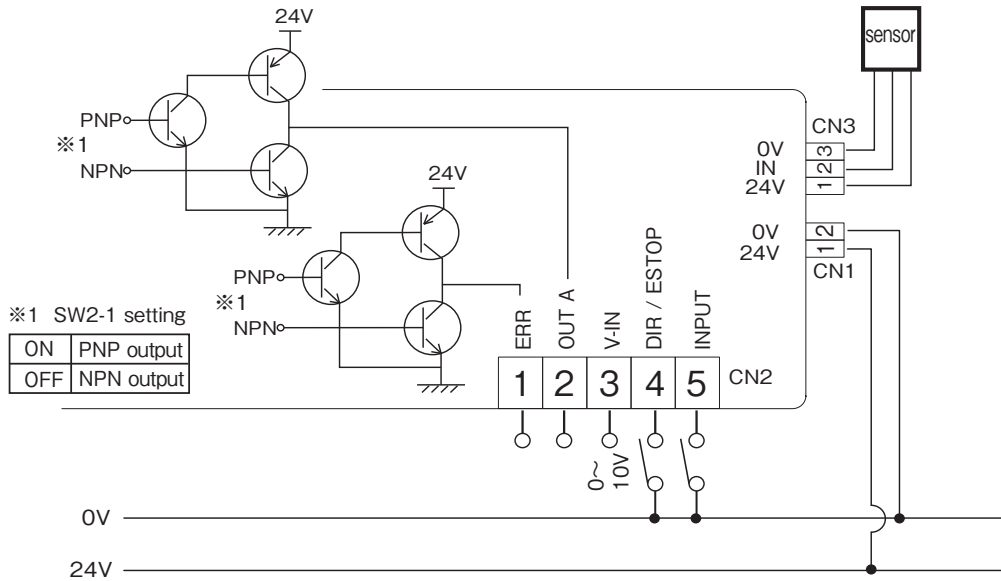 24V
sensor
PNP
※1
NPN
CN3
0V 3
IN 2
24V 1
24V
0V 2
24V 1
CN1
PNP
※1
NPN
※1 SW2-1 setting
ON PNP output
OFF NPN output
ERR
OUT A
V-IN
DIR / ESTOP
INPUT
1 2 3 4 5 CN2
0～
10V
0V
24V